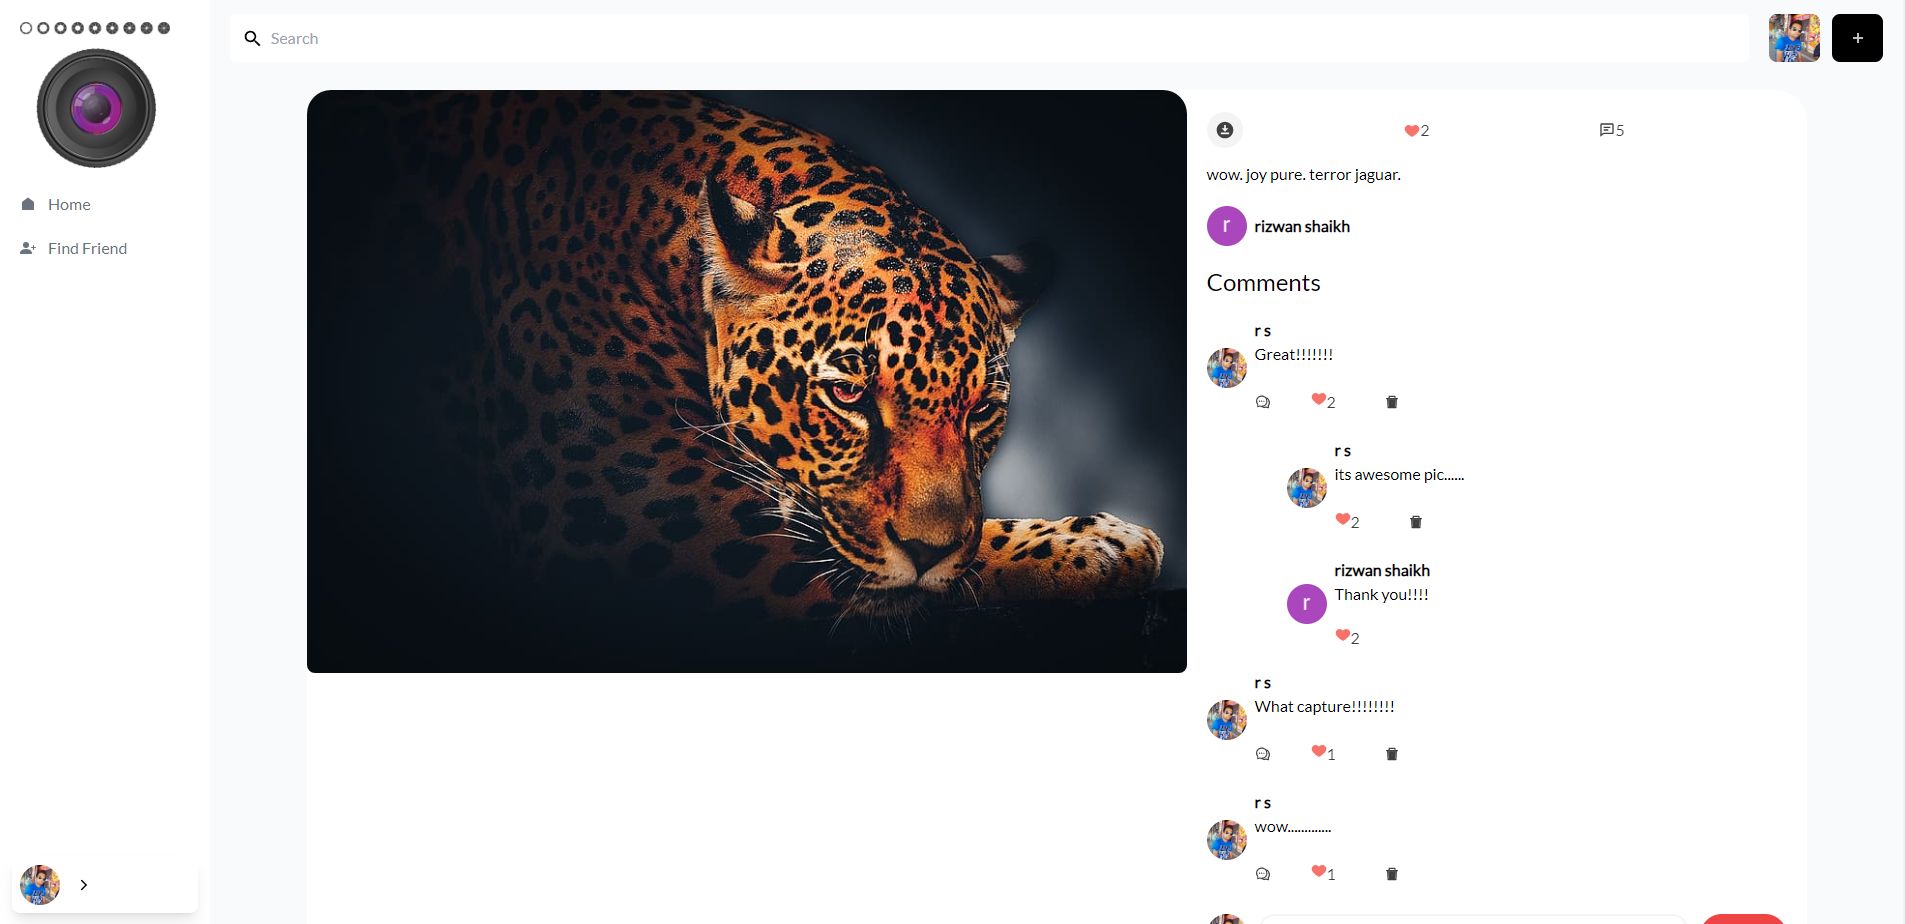 Search
+
Home
Find Friend
2
5
wow. joy pure. terror jaguar.
r
rizwan shaikh
Comments
r s
Great!!!!!!!
2
r s
its awesome pic......
2
rizwan shaikh
r
Thank you!!!!
2
r s
What capture!!!!!!!!
1
r s
wow.............
1